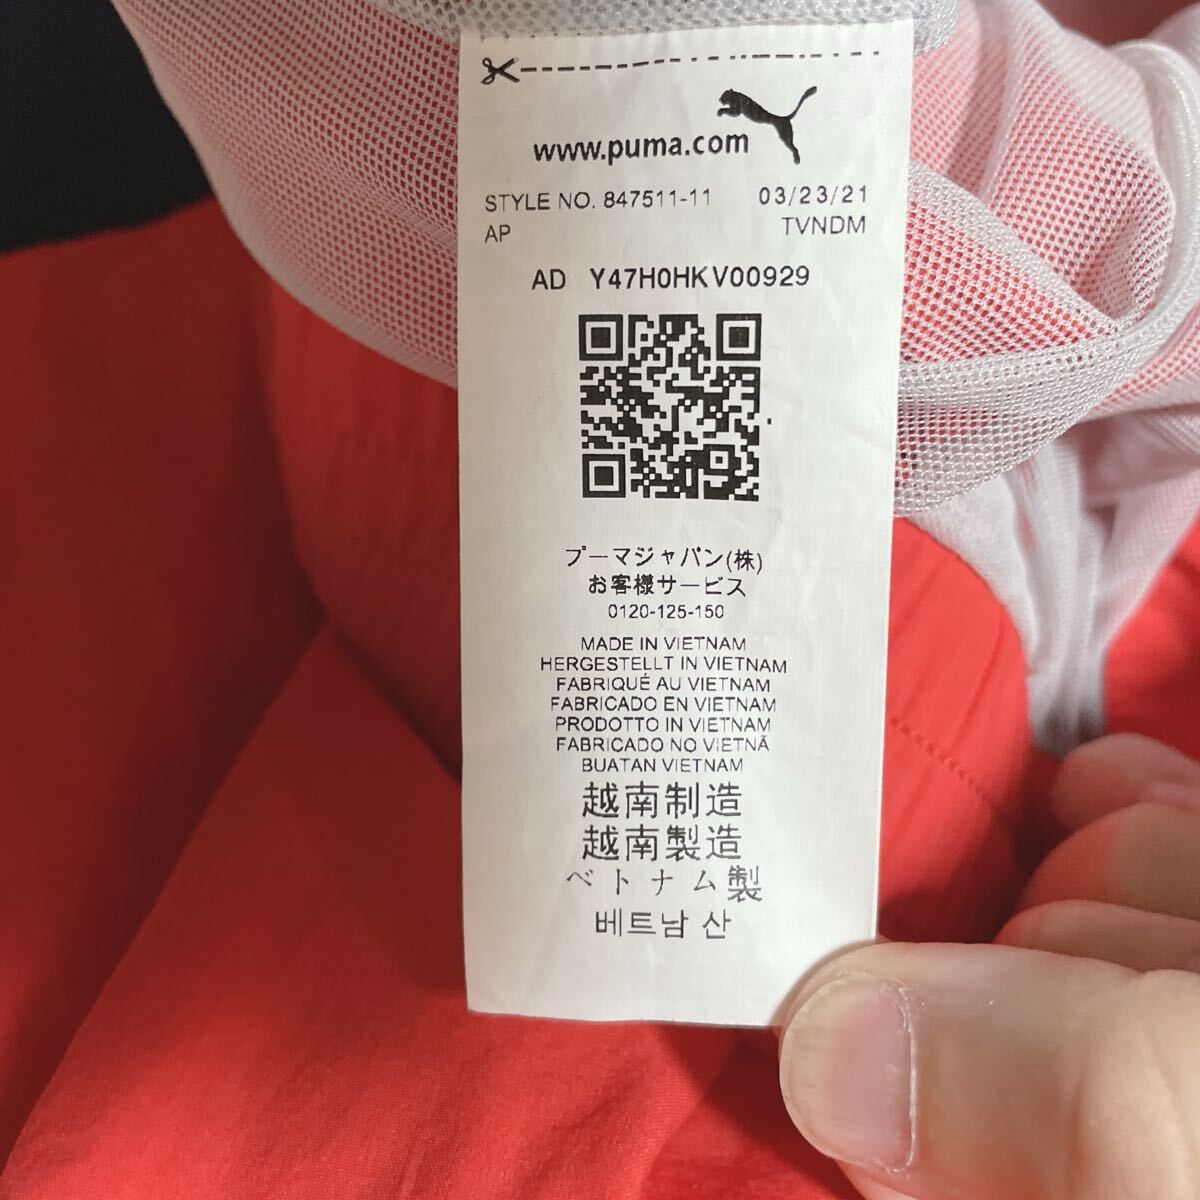 www.puma.com
STYLE NO. 847511-11 03/23/21
AP TVNDM
AD Y47H0HKV00929
プーマジャパン(株)
お客様サービス
0120-125-150
MADE IN VIETNAM
HERGESTELLT IN VIETNAM
FABRIQUÉ AU VIETNAM
FABRICADO EN VIETNAM
PRODOTTO IN VIETNAM
FABRICADO NO VIETNÃ
BUATAN VIETNAM
越南制造
越南製造
ベトナム製
베트남 산